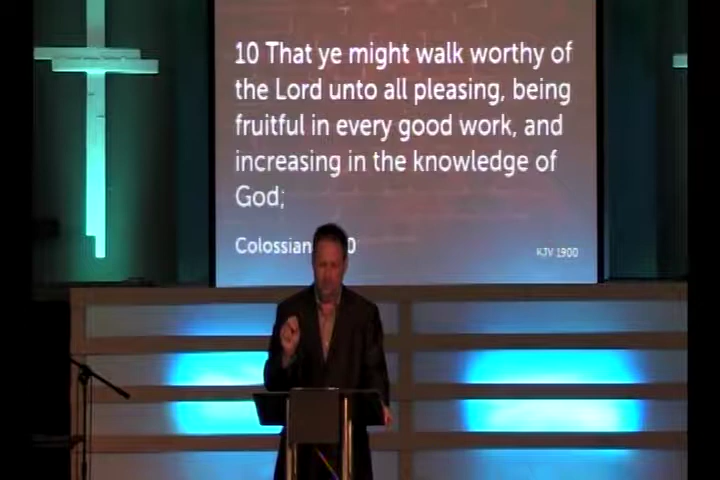 10 That ye might walk worthy of
the Lord unto all pleasing, being
fruitful in every good work, and
increasing in the knowledge of
God;
Colossian 0
KJV 1900